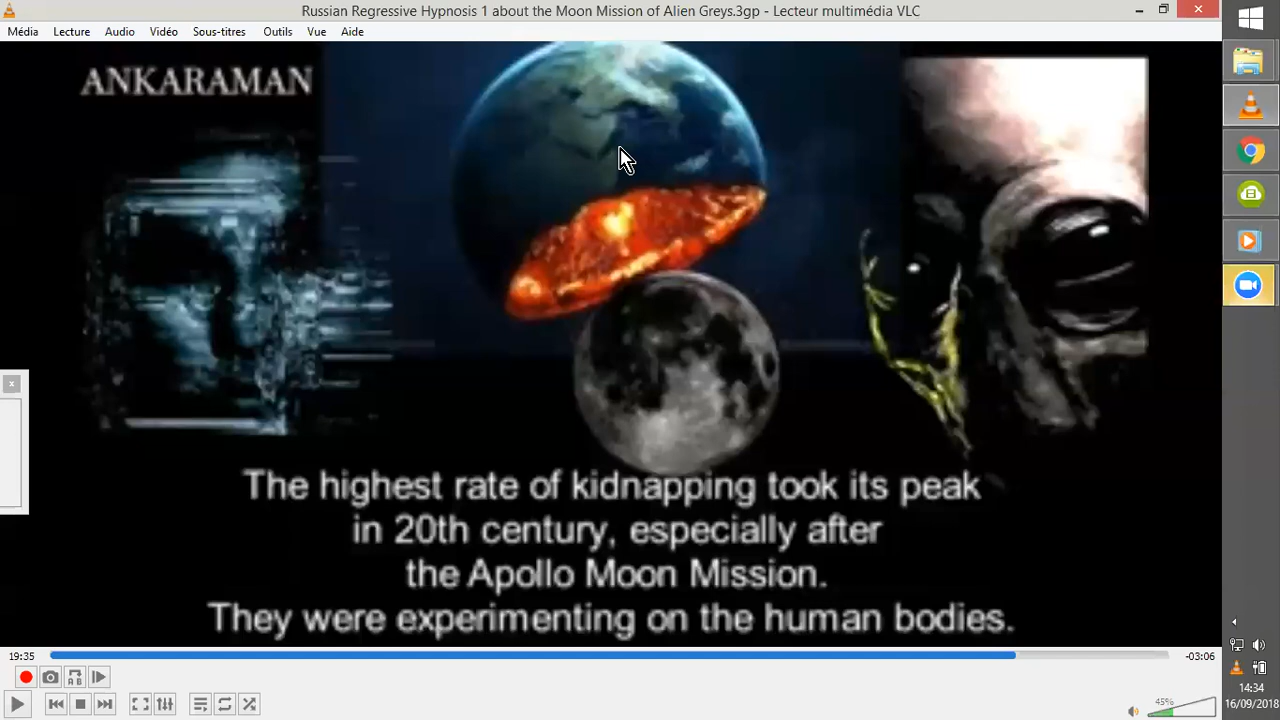 Russian Regressive Hypnosis 1 about the Moon Mission of Alien Greys.3gp - Lecteur multimédia VLC
Média Lecture Audio Vidéo Sous-titres Outils Vue Aide
ANKARAMAN
The highest rate of kidnapping took its peak
in 20th century, especially after
the Apollo Moon Mission.
They were experimenting on the human bodies.
19:35
-03:06
45%
14:34
16/09/2018